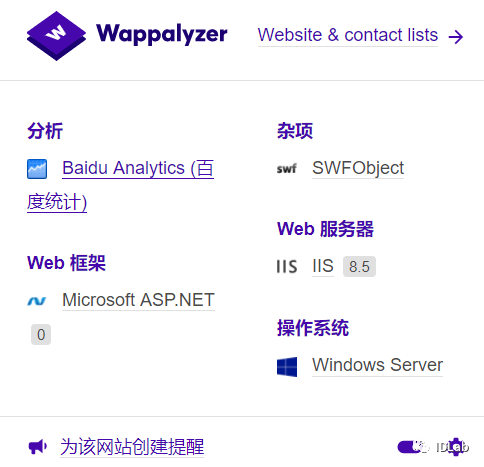 Wappalyzer
Website & contact lists
分析
Baidu Analytics (百
度统计)
Web 框架
Microsoft ASP.NET
0
杂项
swf SWFObject
Web 服务器
IIS IIS 8.5
操作系统
Windows Server
为该网站创建提醒
IDLab